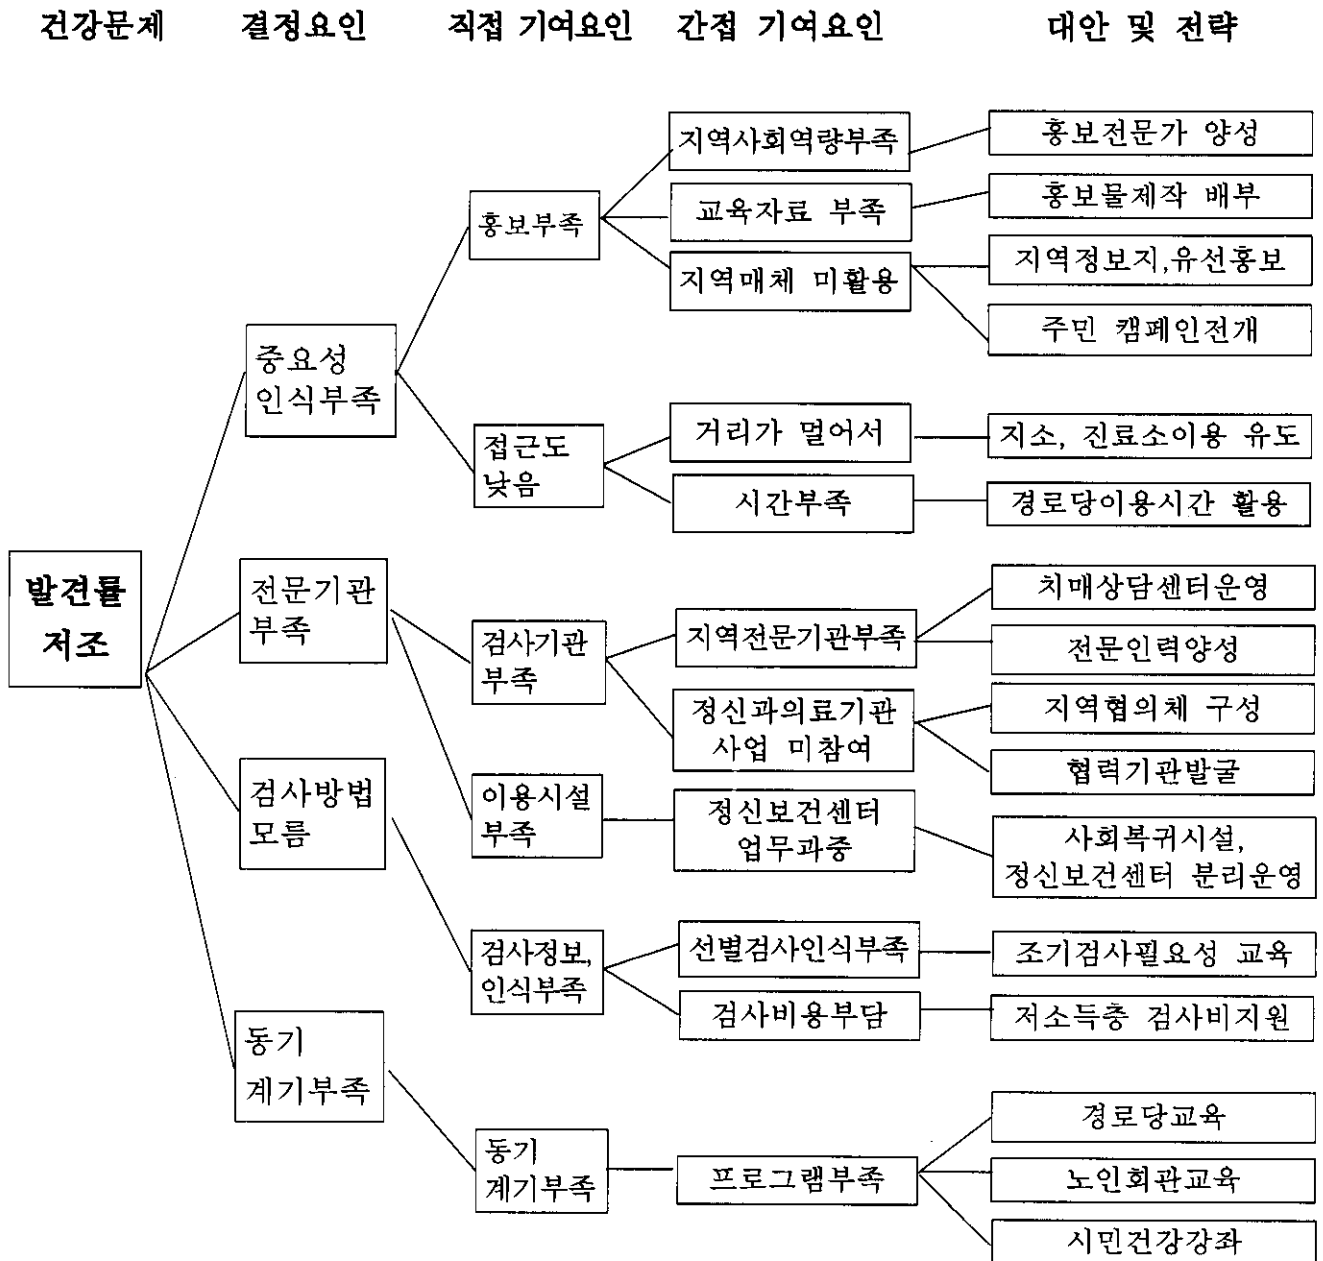 건강문제 결정요인 직접 기여요인 간접 기여요인 대안 및 전략
발견률
저조
중요성
인식부족
전문기관
부족
검사방법
모름
동기
계기부족
홍보부족
접근도
낮음
검사기관
부족
이용시설
부족
검사정보,
인식부족
동기
계기부족
지역사회역량부족
교육자료 부족
지역매체 미활용
거리가 멀어서
시간부족
지역전문기관부족
정신과의료기관
사업 미참여
정신보건센터
업무과중
선별검사인식부족
검사비용부담
프로그램부족
홍보전문가 양성
홍보물제작 배부
지역정보지,유선홍보
주민 캠페인전개
지소, 진료소이용 유도
경로당이용시간 활용
치매상담센터운영
전문인력양성
지역협의체 구성
협력기관발굴
사회복귀시설,
정신보건센터 분리운영
조기검사필요성 교육
저소득층 검사비지원
경로당교육
노인회관교육
시민건강강좌